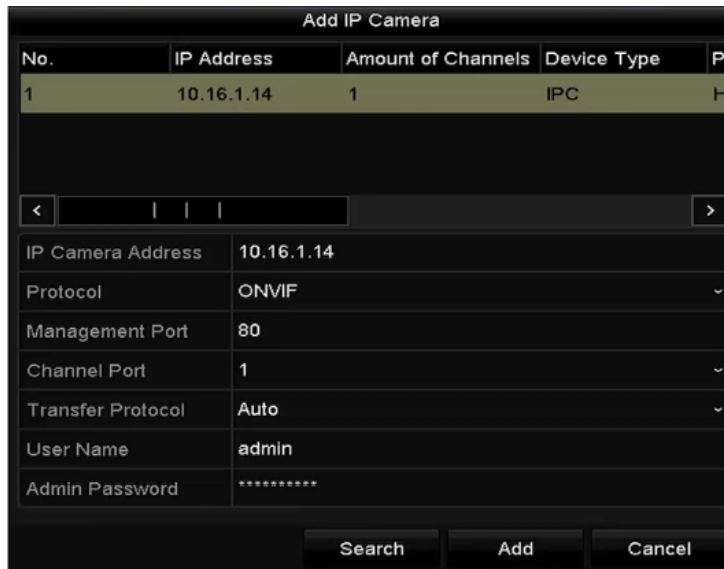 Add IP Camera
No. IP Address Amount of Channels Device Type P
1 10.16.1.14 1 IPC H
< >
IP Camera Address 10.16.1.14
Protocol ONVIF
Management Port 80
Channel Port 1
Transfer Protocol Auto
User Name admin
Admin Password **********
Search Add Cancel